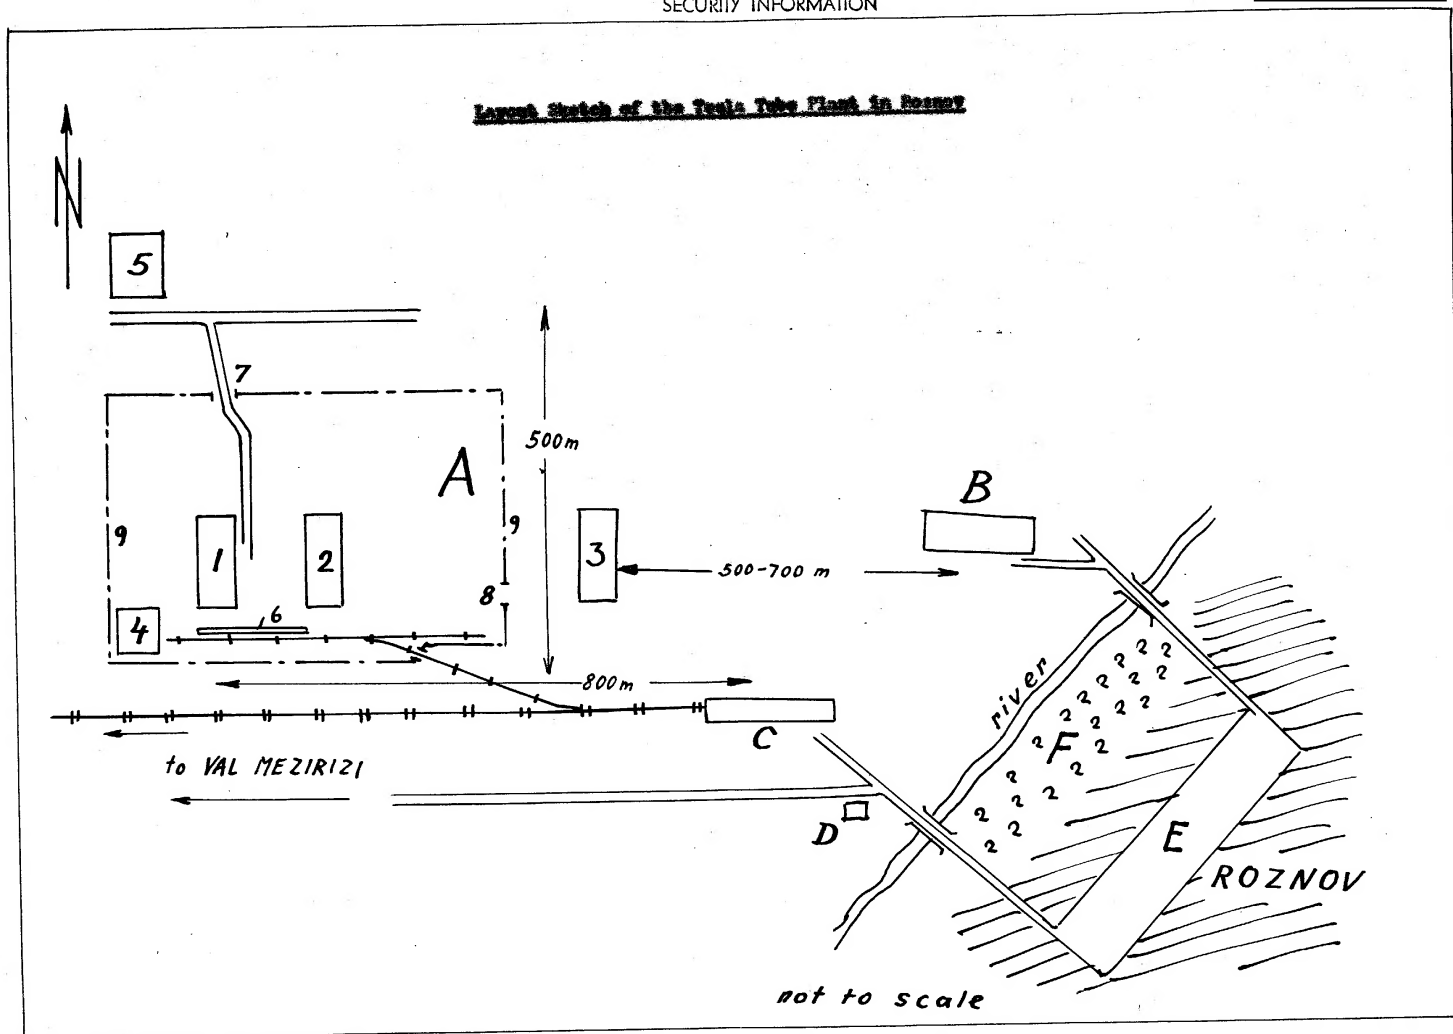 SECURITY INFORMATION
Layout Sketch of the Tesla Tube Plant in Roznov
N
5
7
500m
A
B
9
9
1
2
3
500-700 m
8
4
6
800m
C
river
F
to VAL MEZIRIZI
D
E
ROZNOV
not to scale